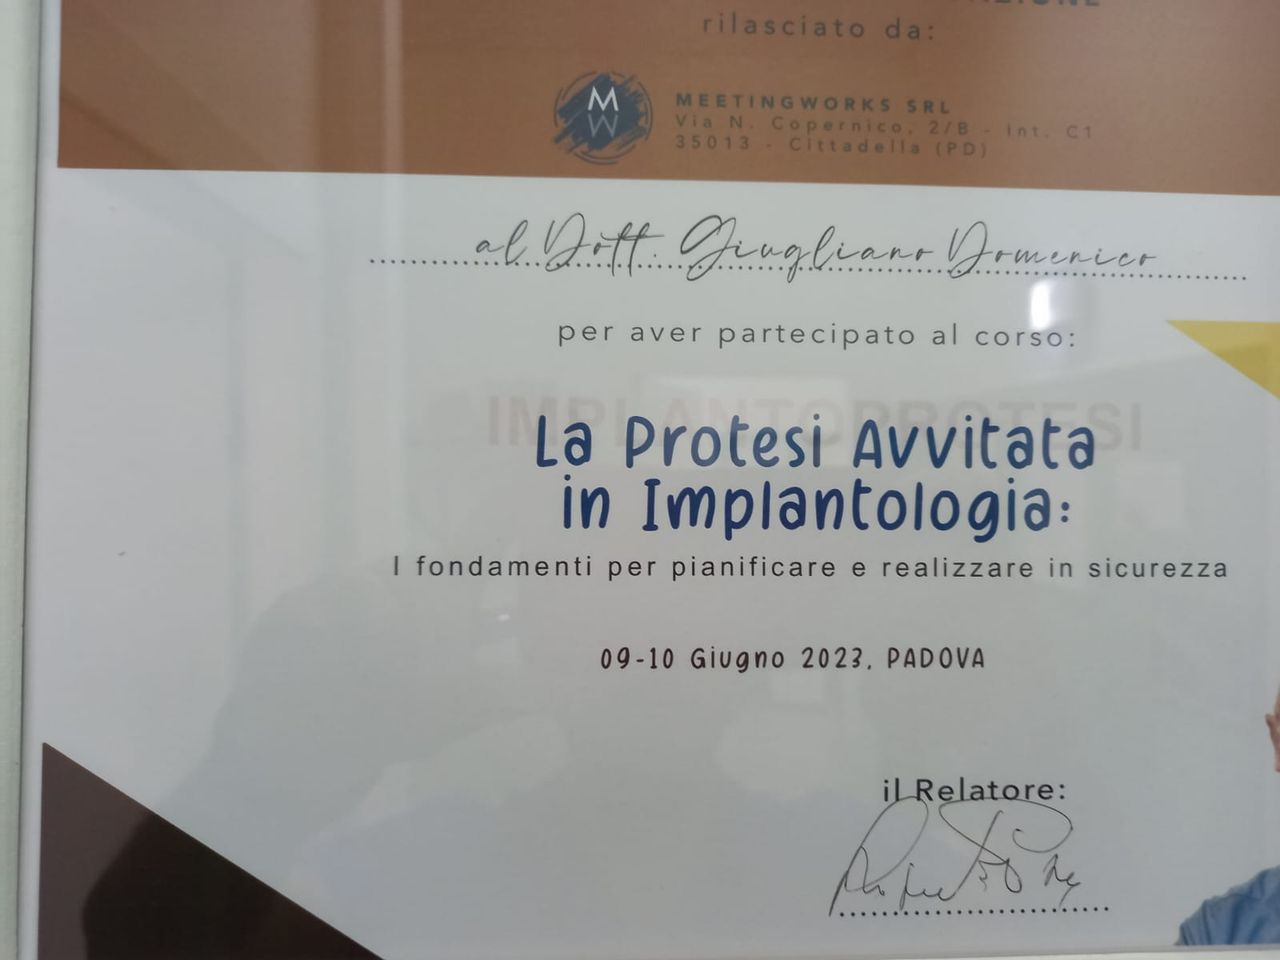 rilasciato da:
MW
MEETINGWORKS SRL
Via N. Copernico, 2/B - Int. C1
35013 - Cittadella (PD)
al Dott. Giugliano Domenico
per aver partecipato al corso:
IMPLANTOPROTESI
La Protesi Avvitata
in Implantologia:
I fondamenti per pianificare e realizzare in sicurezza
09-10 Giugno 2023, PADOVA
il Relatore: